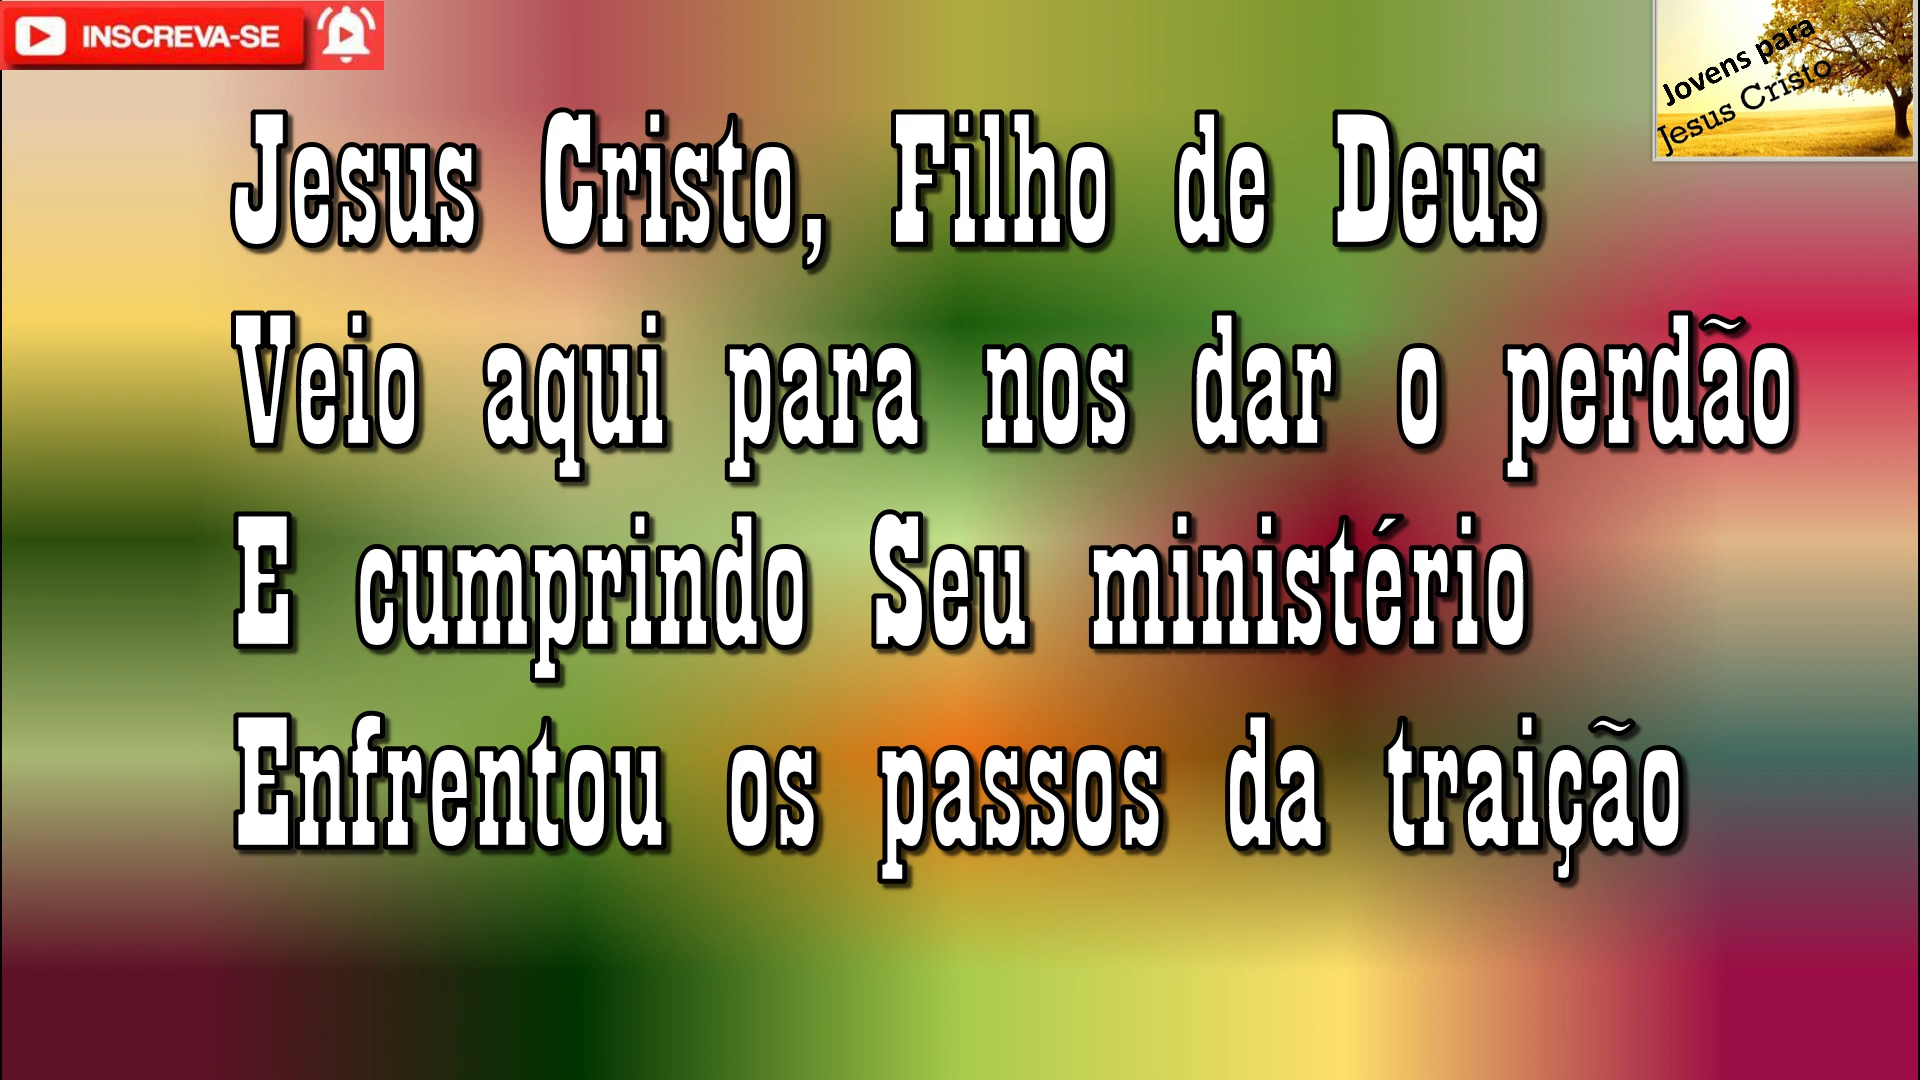 INSCREVA-SE
Jovens para
Jesus Cristo
Jesus Cristo, Filho de Deus
Veio aqui para nos dar o perdão
E cumprindo Seu ministério
Enfrentou os passos da traição